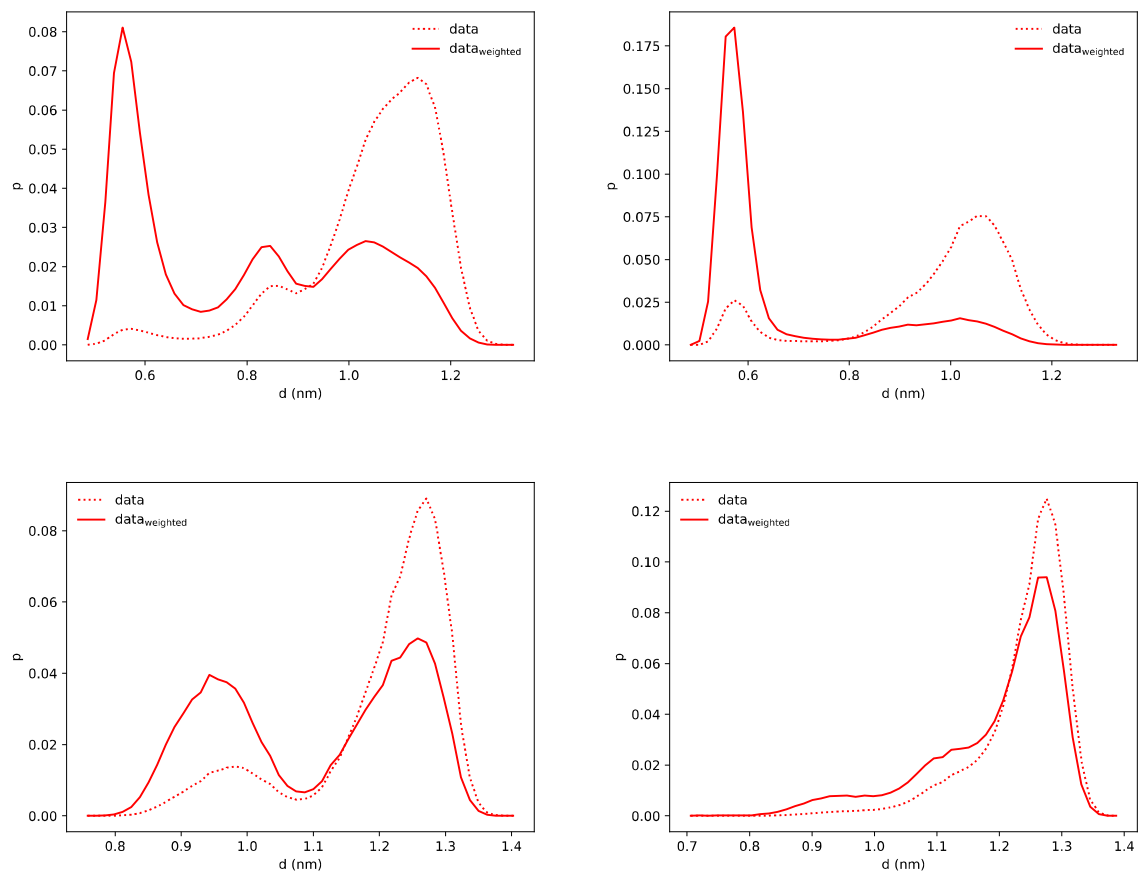 data
data_weighted
p
0.08
0.07
0.06
0.05
0.04
0.03
0.02
0.01
0.00
0.6 0.8 1.0 1.2
d (nm)
data
data_weighted
p
0.175
0.150
0.125
0.100
0.075
0.050
0.025
0.000
0.6 0.8 1.0 1.2
d (nm)
data
data_weighted
p
0.08
0.06
0.04
0.02
0.00
0.8 0.9 1.0 1.1 1.2 1.3 1.4
d (nm)
data
data_weighted
p
0.12
0.10
0.08
0.06
0.04
0.02
0.00
0.7 0.8 0.9 1.0 1.1 1.2 1.3 1.4
d (nm)